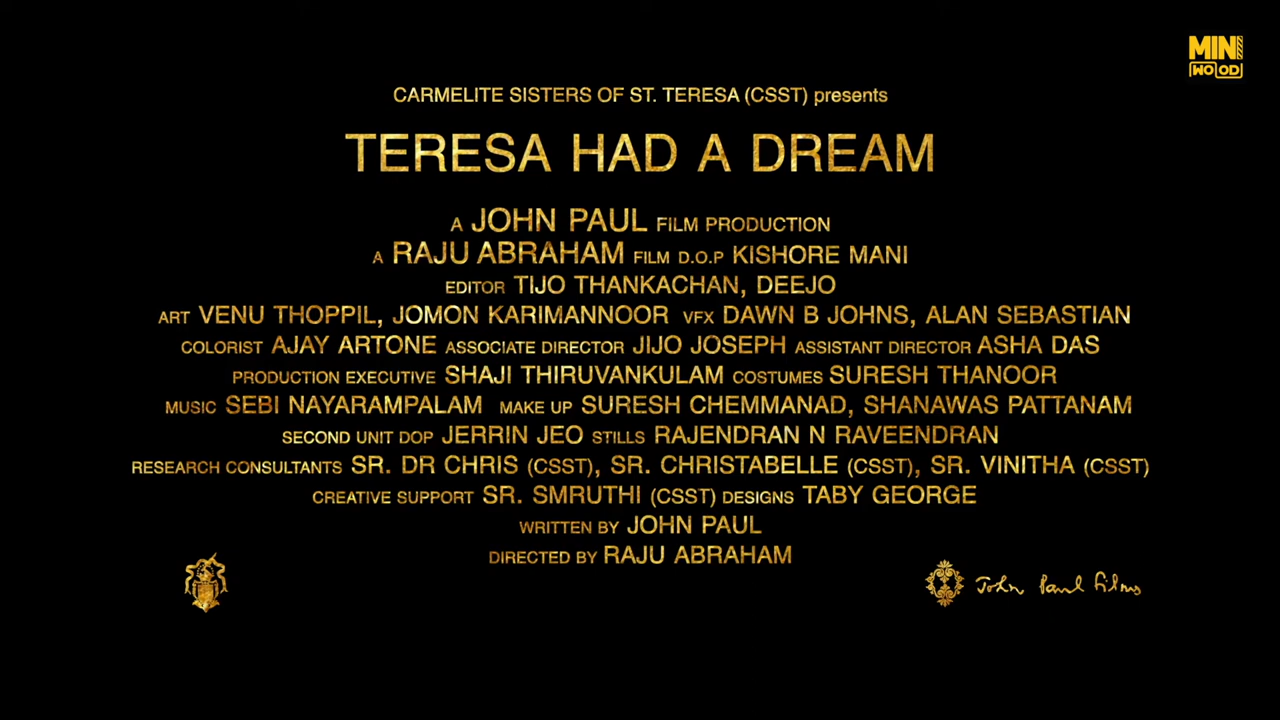 MINI
WOOD
CARMELITE SISTERS OF ST. TERESA (CSST) presents
TERESA HAD A DREAM
A JOHN PAUL FILM PRODUCTION
A RAJU ABRAHAM FILM D.O.P KISHORE MANI
EDITOR TIJO THANKACHAN, DEEJO
ART VENU THOPPIL, JOMON KARIMANNOOR VFX DAWN B JOHNS, ALAN SEBASTIAN
COLORIST AJAY ARTONE ASSOCIATE DIRECTOR JIJO JOSEPH ASSISTANT DIRECTOR ASHA DAS
PRODUCTION EXECUTIVE SHAJI THIRUVANKULAM COSTUMES SURESH THANOOR
MUSIC SEBI NAYARAMPALAM MAKE UP SURESH CHEMMANAD, SHANAWAS PATTANAM
SECOND UNIT DOP JERRIN JEO STILLS RAJENDRAN N RAVEENDRAN
RESEARCH CONSULTANTS SR. DR CHRIS (CSST), SR. CHRISTABELLE (CSST), SR. VINITHA (CSST)
CREATIVE SUPPORT SR. SMRUTHI (CSST) DESIGNS TABY GEORGE
WRITTEN BY JOHN PAUL
DIRECTED BY RAJU ABRAHAM
John Paul Films